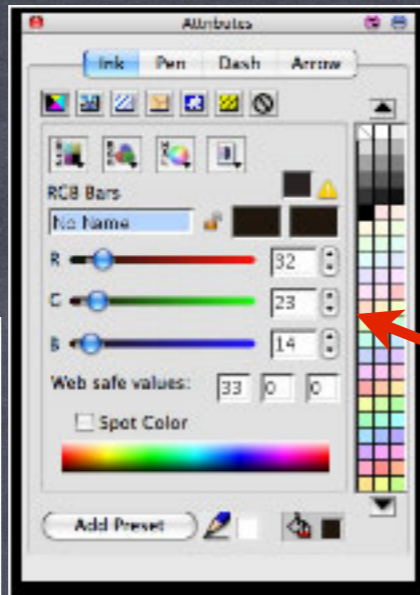 Attributes
Ink Pen Dash Arrow
RGB Bars
No Name
R 32
G 23
B 14
Web safe values: 33 0 0
Spot Color
Add Preset